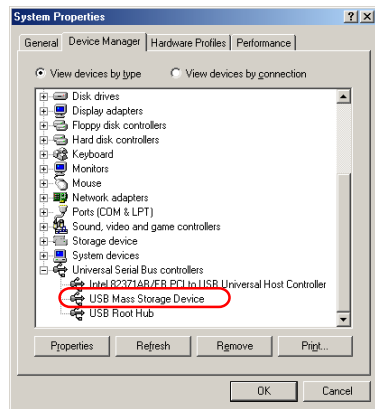 System Properties
General Device Manager Hardware Profiles Performance
View devices by type View devices by connection
Disk drives
Display adapters
Floppy disk controllers
Hard disk controllers
Keyboard
Monitors
Mouse
Network adapters
Ports (COM & LPT)
Sound, video and game controllers
Storage device
System devices
Universal Serial Bus controllers
Intel 82371AB/EB PCI to USB Universal Host Controller
USB Mass Storage Device
USB Root Hub
Properties Refresh Remove Print...
OK Cancel